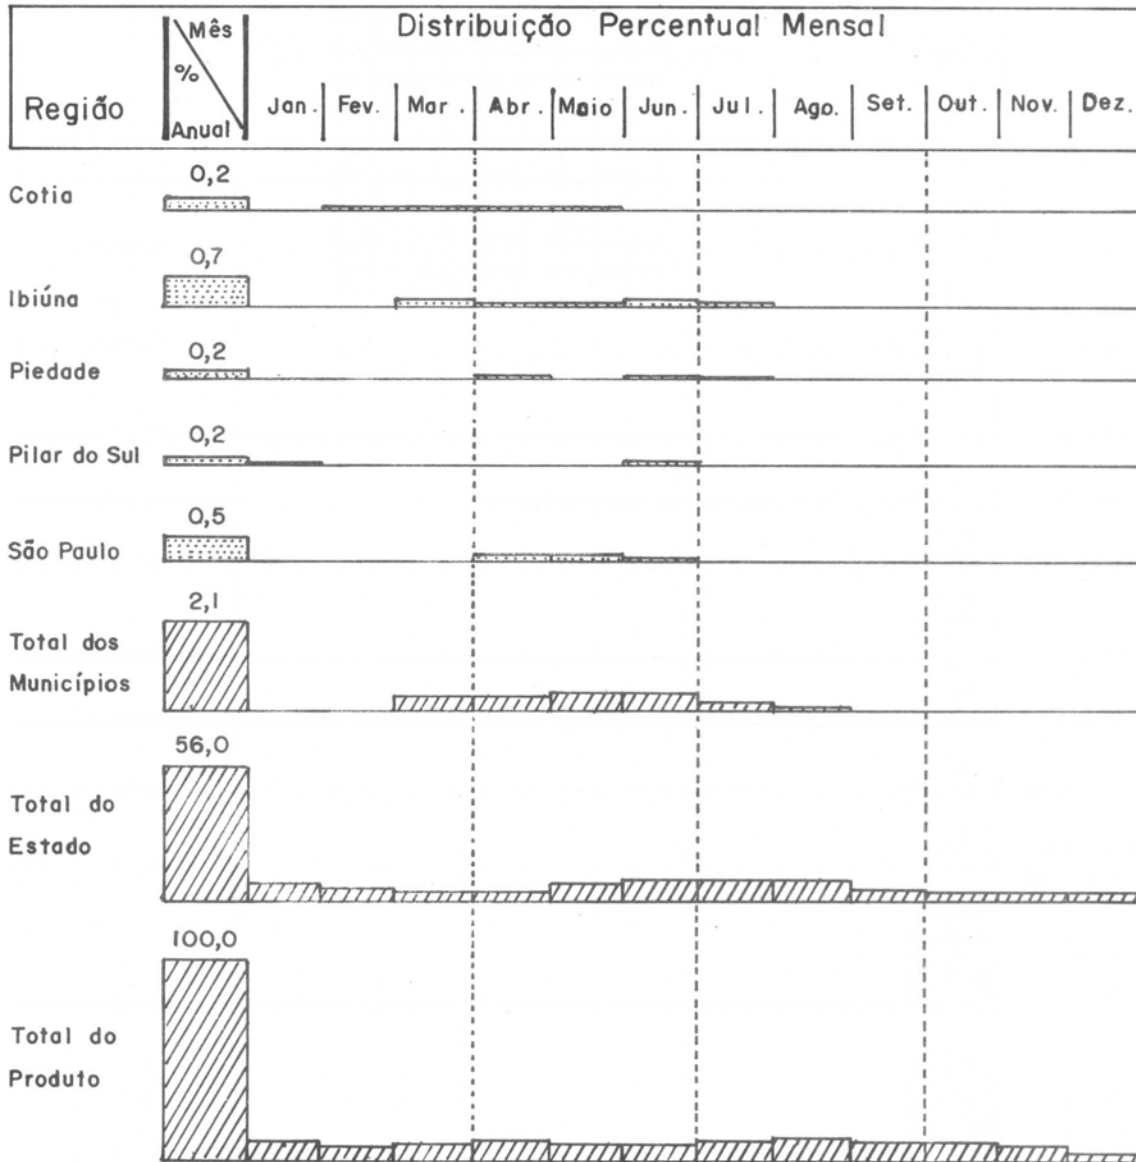 Distribuição Percentual Mensal
Mês
%
Anual
Região
Jan. Fev. Mar. Abr. Maio Jun. Jul. Ago. Set. Out. Nov. Dez.
0,2
Cotia
0,7
Ibiúna
0,2
Piedade
0,2
Pilar do Sul
0,5
São Paulo
2,1
Total dos
Municípios
56,0
Total do
Estado
100,0
Total do
Produto